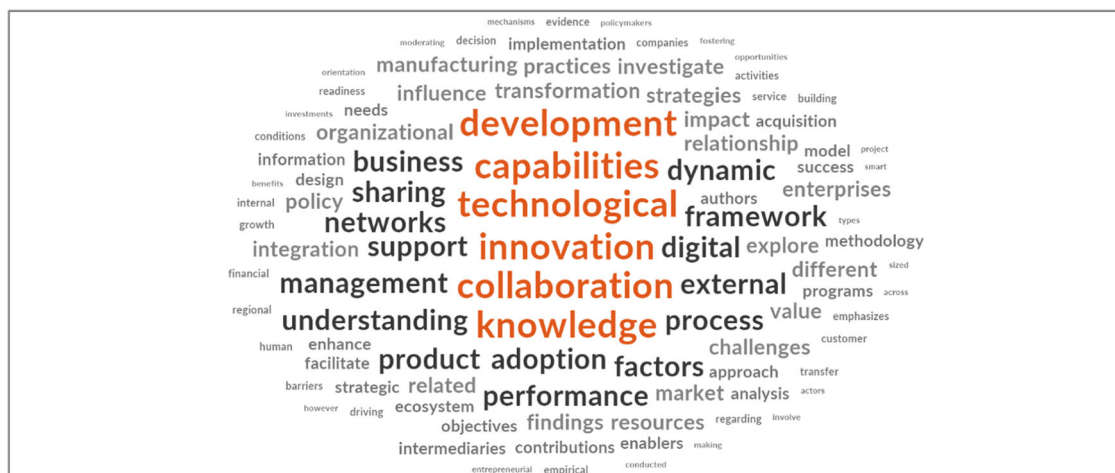 mechanisms evidence policymakers
moderating decision implementation companies fostering
manufacturing practices investigate opportunities
orientation activities
readiness influence transformation strategies service building
investments needs development impact acquisition
conditions organizational relationship
information business capabilities dynamic model project
success smart
benefits design sharing enterprises
internal policy technological authors
networks framework types
growth
integration support innovation digital explore methodology
financial different sized
management collaboration external programs across
regional value emphasizes
understanding knowledge process
human enhance challenges customer
facilitate product adoption factors approach transfer
barriers strategic related performance market analysis actors
however driving ecosystem
objectives findings resources regarding involve
intermediaries contributions enablers making
entrepreneurial empirical conducted